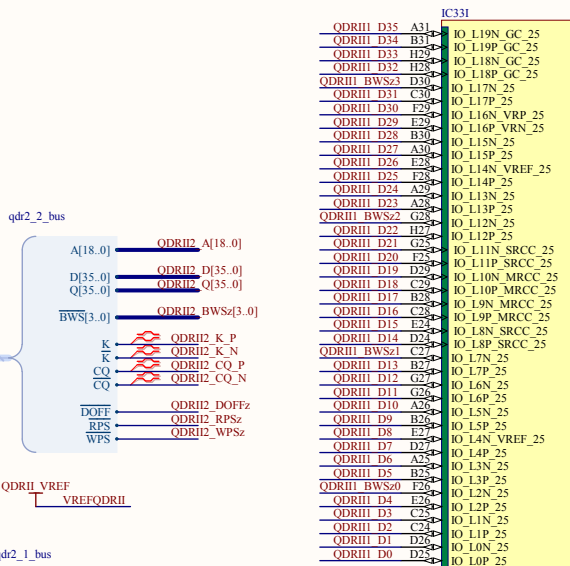 IC33I
QDRII1_D35 A31 IO_L19N_GC_25
QDRII1_D34 B31 IO_L19P_GC_25
QDRII1_D33 H29 IO_L18N_GC_25
QDRII1_D32 H28 IO_L18P_GC_25
QDRII1_BWSz3 D30 IO_L17N_25
QDRII1_D31 C30 IO_L17P_25
QDRII1_D30 F29 IO_L16N_VRP_25
QDRII1_D29 E29 IO_L16P_VRN_25
QDRII1_D28 B30 IO_L15N_25
QDRII1_D27 A30 IO_L15P_25
QDRII1_D26 E28 IO_L14N_VREF_25
QDRII1_D25 F28 IO_L14P_25
QDRII1_D24 A29 IO_L13N_25
QDRII1_D23 A28 IO_L13P_25
QDRII1_BWSz2 G28 IO_L12N_25
QDRII1_D22 H27 IO_L12P_25
QDRII1_D21 G25 IO_L11N_SRCC_25
QDRII1_D20 F25 IO_L11P_SRCC_25
QDRII1_D19 D29 IO_L10N_MRCC_25
QDRII1_D18 C29 IO_L10P_MRCC_25
QDRII1_D17 B28 IO_L9N_MRCC_25
QDRII1_D16 C28 IO_L9P_MRCC_25
QDRII1_D15 E24 IO_L8N_SRCC_25
QDRII1_D14 D24 IO_L8P_SRCC_25
QDRII1_BWSz1 C27 IO_L7N_25
QDRII1_D13 B27 IO_L7P_25
QDRII1_D12 G27 IO_L6N_25
QDRII1_D11 G26 IO_L6P_25
QDRII1_D10 A26 IO_L5N_25
QDRII1_D9 B26 IO_L5P_25
QDRII1_D8 E27 IO_L4N_VREF_25
QDRII1_D7 D27 IO_L4P_25
QDRII1_D6 A25 IO_L3N_25
QDRII1_D5 B25 IO_L3P_25
QDRII1_BWSz0 F26 IO_L2N_25
QDRII1_D4 E26 IO_L2P_25
QDRII1_D3 C25 IO_L1N_25
QDRII1_D2 C24 IO_L1P_25
QDRII1_D1 D26 IO_L0N_25
QDRII1_D0 D25 IO_L0P_25
qdr2_2_bus
A[18..0] QDRII2_A[18..0]
D[35..0] QDRII2_D[35..0]
Q[35..0] QDRII2_Q[35..0]
BWS[3..0] QDRII2_BWSz[3..0]
K QDRII2_K_P
K QDRII2_K_N
CQ QDRII2_CQ_P
CQ QDRII2_CQ_N
DOFF QDRII2_DOFFz
RPS QDRII2_RPSz
WPS QDRII2_WPSz
QDRII_VREF
VREFQDRII
qdr2_1_bus